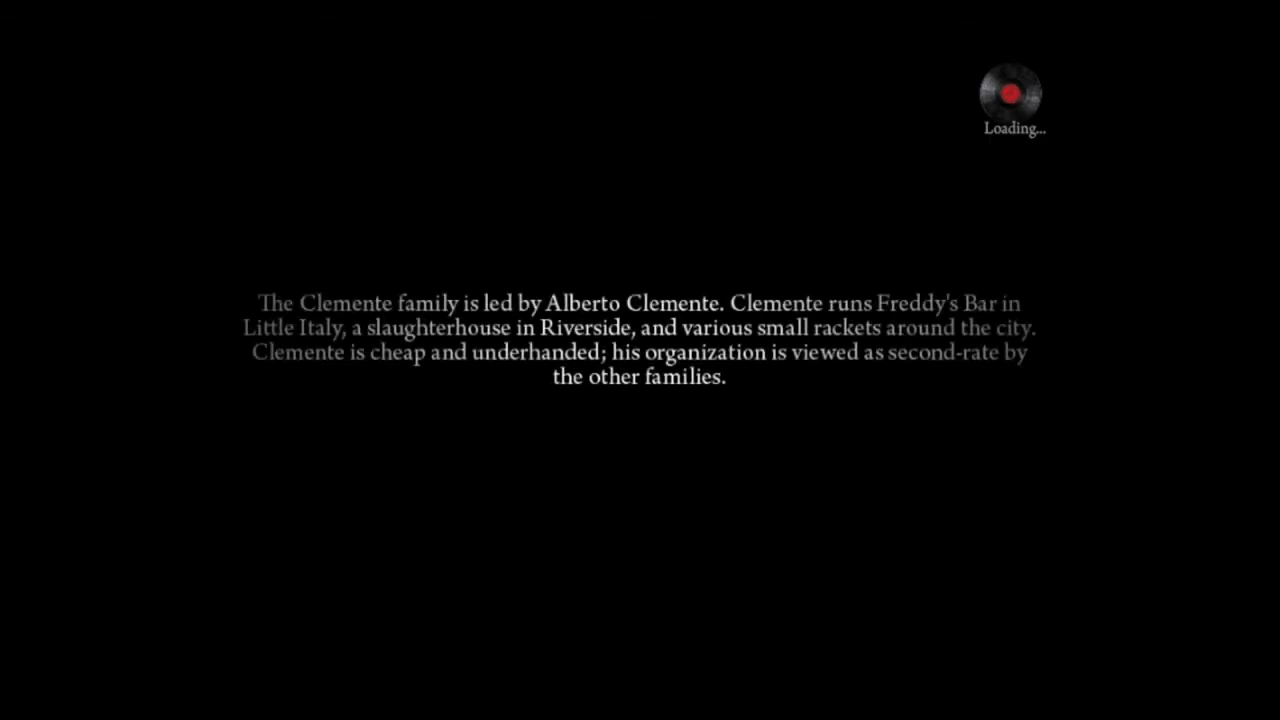 Loading...
The Clemente family is led by Alberto Clemente. Clemente runs Freddy's Bar in
Little Italy, a slaughterhouse in Riverside, and various small rackets around the city.
Clemente is cheap and underhanded; his organization is viewed as second-rate by
the other families.